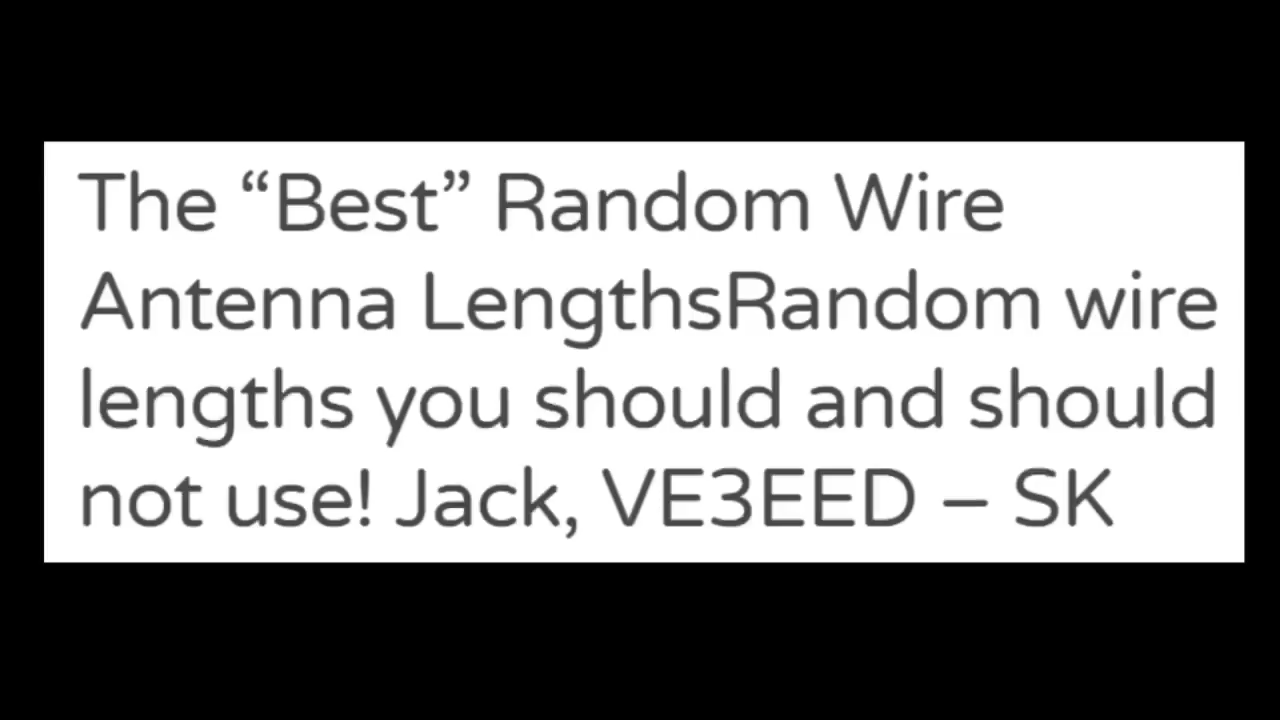 The “Best” Random Wire
Antenna LengthsRandom wire
lengths you should and should
not use! Jack, VE3EED – SK